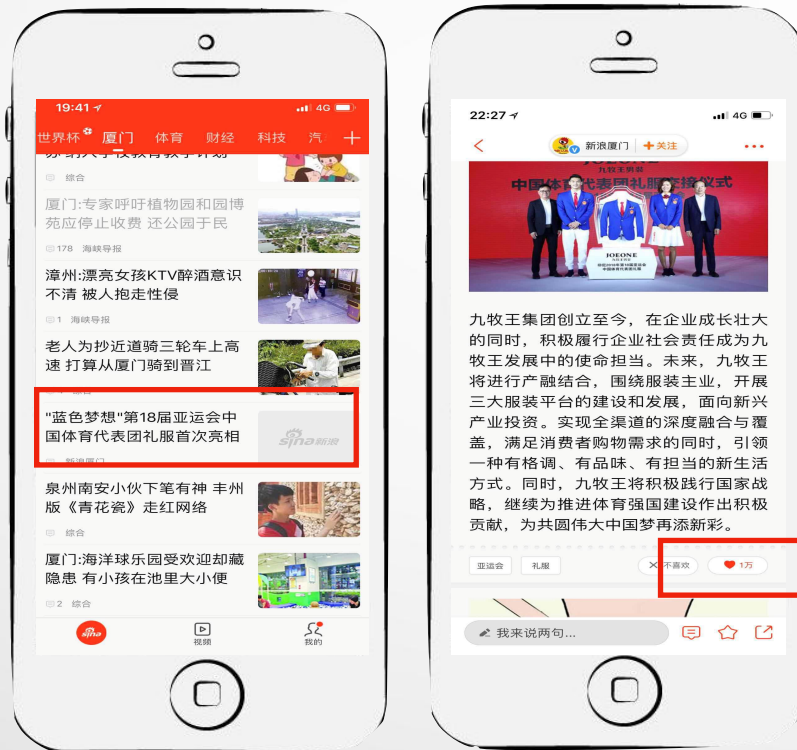 19:41
4G
世界杯 厦门 体育 财经 科技 汽
综合
厦门:专家呼吁植物园和园博
苑应停止收费 还公园于民
178 海峡导报
漳州:漂亮女孩KTV醉酒意识
不清 被人抱走性侵
1 海峡导报
老人为抄近道骑三轮车上高
速 打算从厦门骑到晋江
"蓝色梦想"第18届亚运会中
国体育代表团礼服首次亮相
sina新浪
新浪厦门
泉州南安小伙下笔有神 丰州
版《青花瓷》走红网络
综合
厦门:海洋球乐园受欢迎却藏
隐患 有小孩在池里大小便
2 综合
sina
视频
我的
22:27
4G
新浪厦门
+关注
JOEONE
九牧王男装
中国体育代表团礼服交接仪式
JOEONE
九牧王集团创立至今，在企业成长壮大
的同时，积极履行企业社会责任成为九
牧王发展中的使命担当。未来，九牧王
将进行产融结合，围绕服装主业，开展
三大服装平台的建设和发展，面向新兴
产业投资。实现全渠道的深度融合与覆
盖，满足消费者购物需求的同时，引领
一种有格调、有品味、有担当的新生活
方式。同时，九牧王将积极践行国家战
略，继续为推进体育强国建设作出积极
贡献，为共圆伟大中国梦再添新彩。
亚运会
礼服
不喜欢
1万
我来说两句...